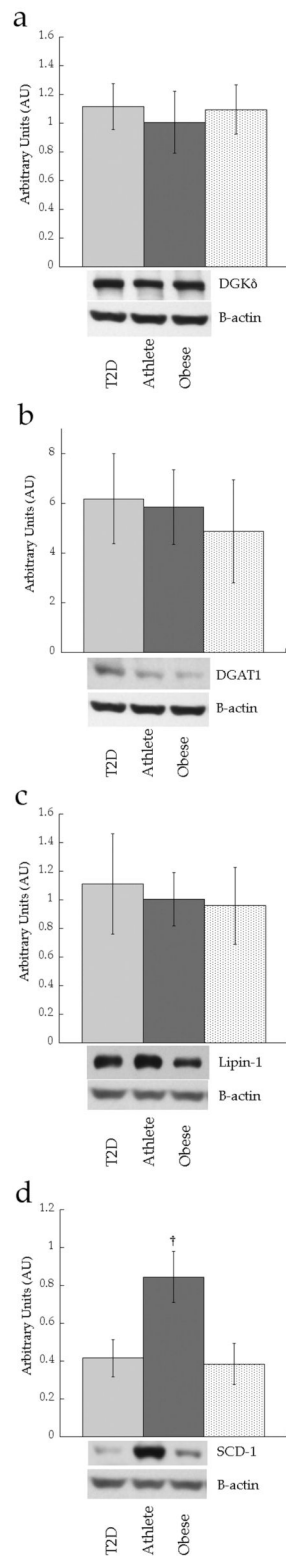 a
Arbitrary Units (AU)
1.6
1.4
1.2
1
0.8
0.6
0.4
0.2
0
DGKδ
B-actin
T2D
Athlete
Obese
b
Arbitrary Units (AU)
8
6
4
2
0
DGAT1
B-actin
T2D
Athlete
Obese
c
Arbitrary Units (AU)
1.6
1.4
1.2
1
0.8
0.6
0.4
0.2
0
Lipin-1
B-actin
T2D
Athlete
Obese
d
Arbitrary Units (AU)
1.2
1
0.8
0.6
0.4
0.2
0
†
SCD-1
B-actin
T2D
Athlete
Obese